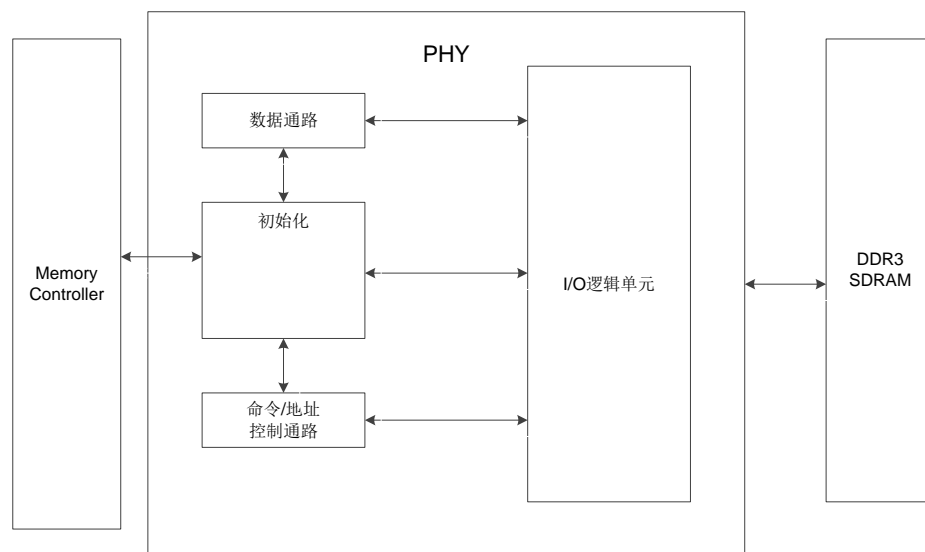 PHY
数据通路
初始化
Memory
Controller
I/O逻辑单元
DDR3
SDRAM
命令/地址
控制通路